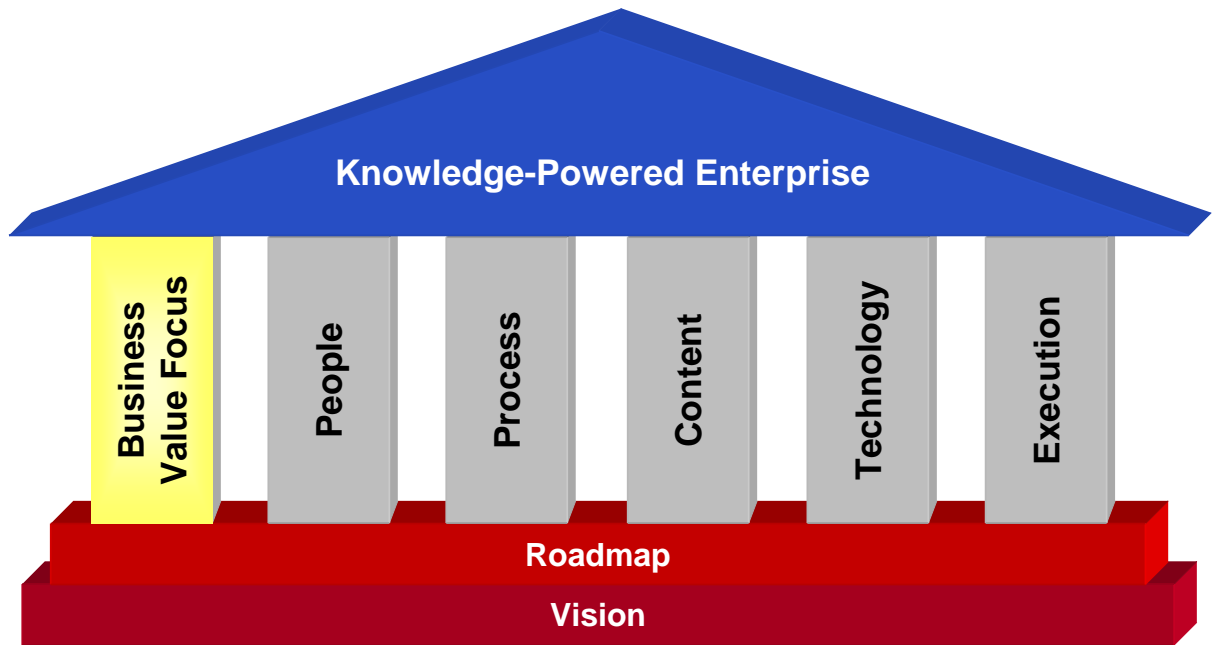 Knowledge-Powered Enterprise
Business
Value Focus
People
Process
Content
Technology
Execution
Roadmap
Vision